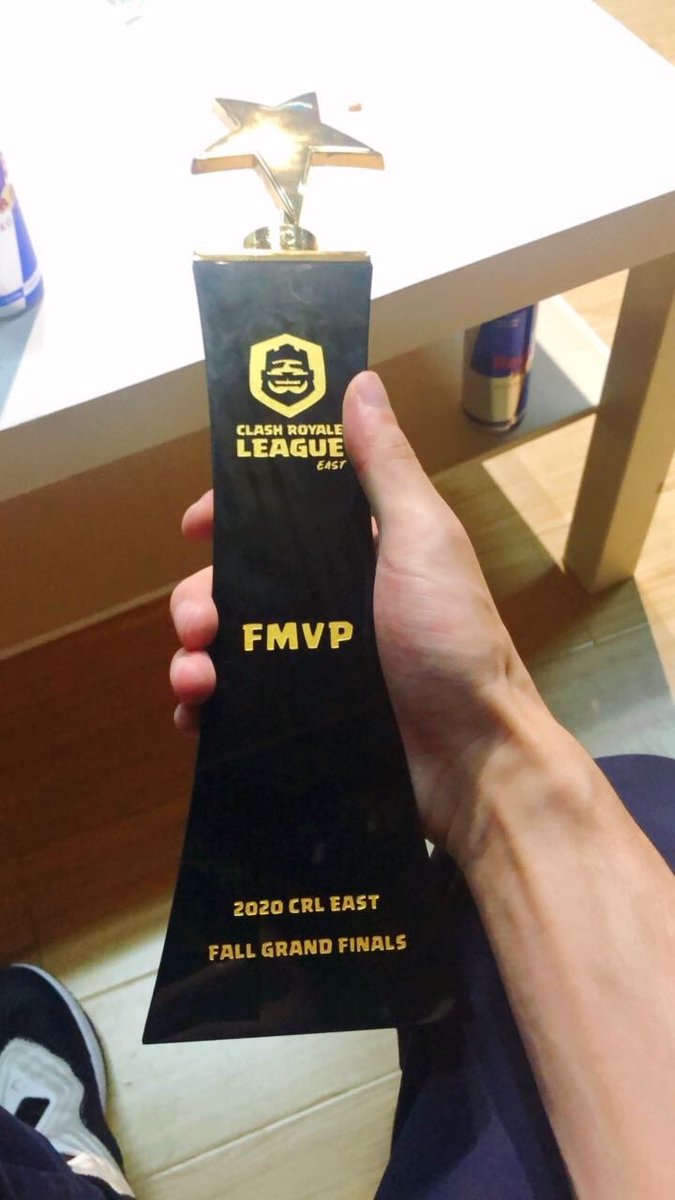 CLASH ROYALE
LEAGUE
EAST
FMVP
2020 CRL EAST
FALL GRAND FINALS